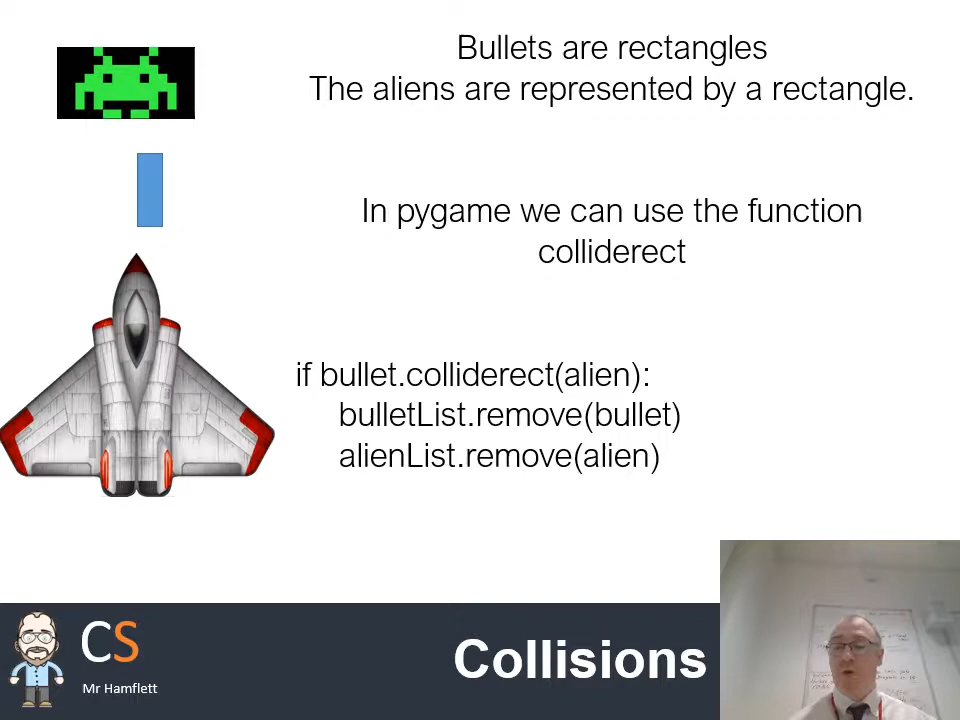 Bullets are rectangles
The aliens are represented by a rectangle.
In pygame we can use the function
colliderect
if bullet.colliderect(alien):
bulletList.remove(bullet)
alienList.remove(alien)
CS
Mr Hamflett
Collisions